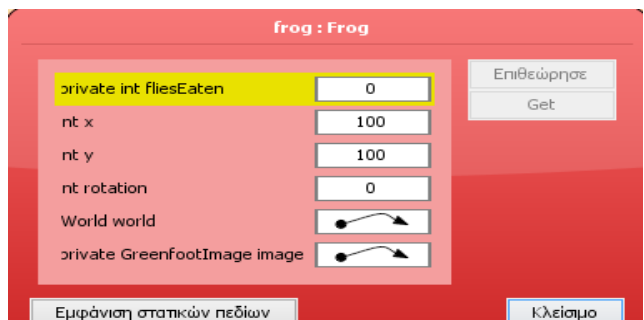 frog : Frog
private int fliesEaten 0
nt x 100
nt y 100
nt rotation 0
World world
private GreenfootImage image
Επιθεώρησε
Get
Εμφάνιση στατικών πεδίων
Κλείσιμο